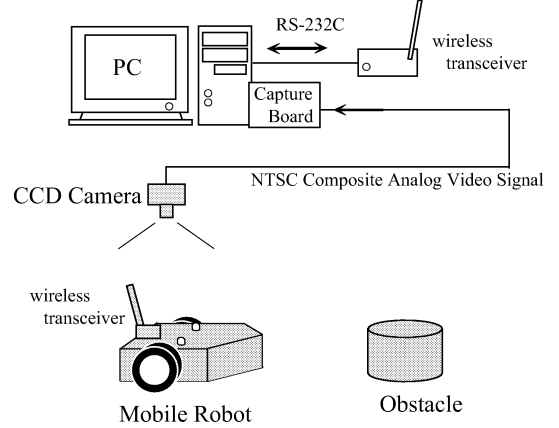 RS-232C
wireless
transceiver
PC
Capture
Board
NTSC Composite Analog Video Signal
CCD Camera
wireless
transceiver
Mobile Robot
Obstacle